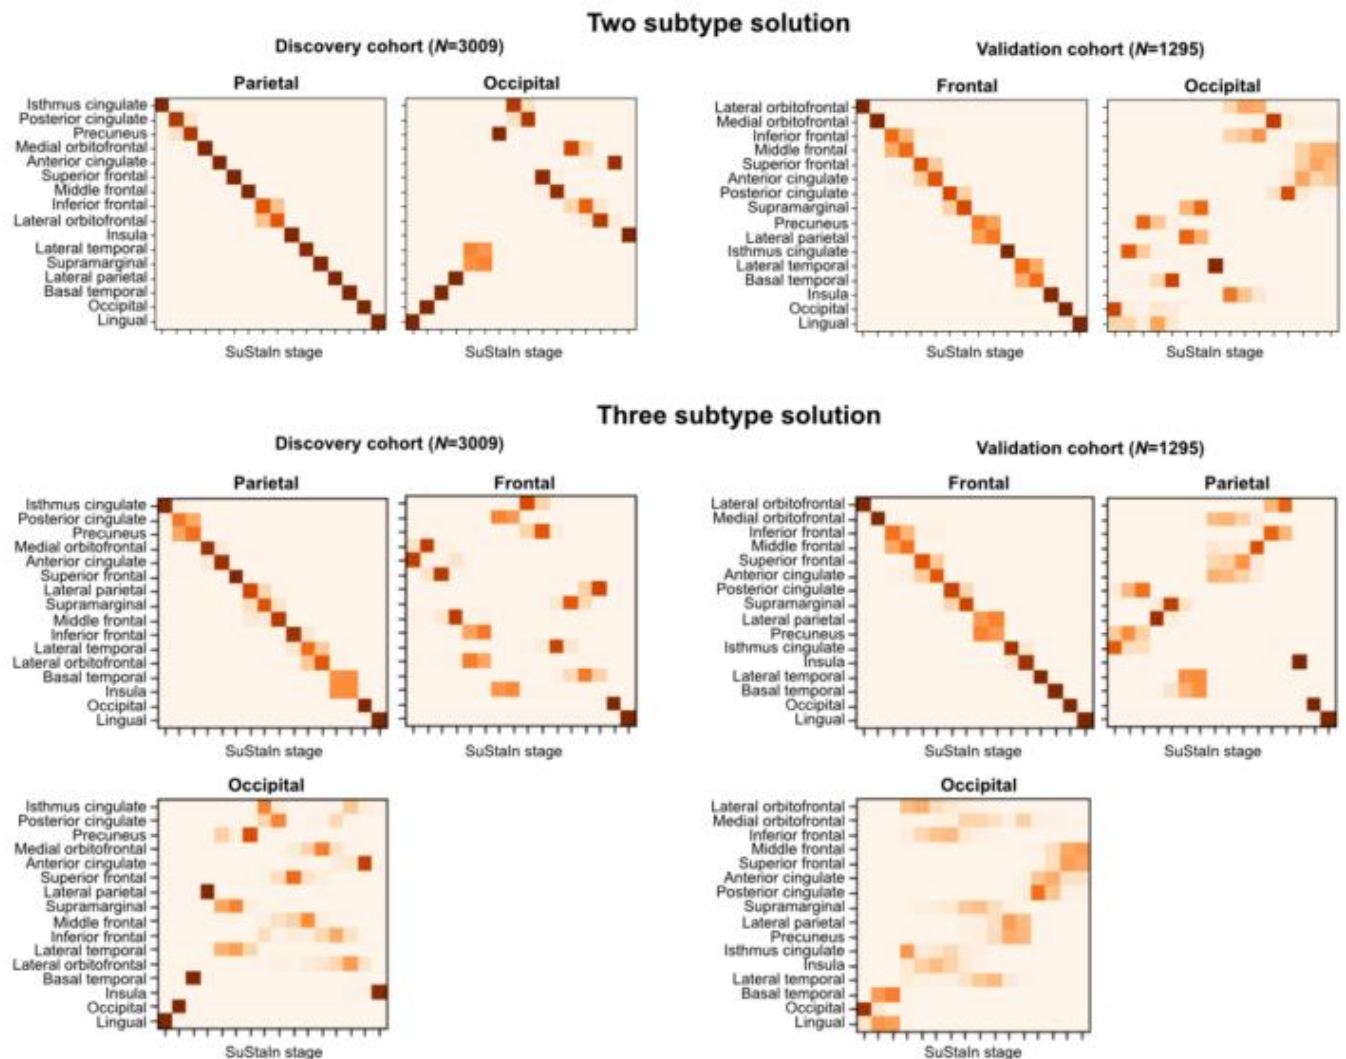 Two subtype solution
Discovery cohort (N=3009)
Validation cohort (N=1295)
Parietal
Occipital
Frontal
Occipital
Isthmus cingulate
Posterior cingulate
Precuneus
Medial orbitofrontal
Anterior cingulate
Superior frontal
Middle frontal
Inferior frontal
Lateral orbitofrontal
Insula
Lateral temporal
Supramarginal
Lateral parietal
Basal temporal
Occipital
Lingual
SuStaIn stage
SuStaIn stage
Lateral orbitofrontal
Medial orbitofrontal
Inferior frontal
Middle frontal
Superior frontal
Anterior cingulate
Posterior cingulate
Supramarginal
Precuneus
Lateral parietal
Isthmus cingulate
Lateral temporal
Basal temporal
Insula
Occipital
Lingual
SuStaIn stage
SuStaIn stage
Three subtype solution
Discovery cohort (N=3009)
Validation cohort (N=1295)
Parietal
Frontal
Frontal
Parietal
Isthmus cingulate
Posterior cingulate
Precuneus
Medial orbitofrontal
Anterior cingulate
Superior frontal
Lateral parietal
Supramarginal
Middle frontal
Inferior frontal
Lateral temporal
Lateral orbitofrontal
Basal temporal
Insula
Occipital
Lingual
SuStaIn stage
SuStaIn stage
Lateral orbitofrontal
Medial orbitofrontal
Inferior frontal
Middle frontal
Superior frontal
Anterior cingulate
Posterior cingulate
Supramarginal
Lateral parietal
Precuneus
Isthmus cingulate
Insula
Lateral temporal
Basal temporal
Occipital
Lingual
SuStaIn stage
SuStaIn stage
Occipital
Isthmus cingulate
Posterior cingulate
Precuneus
Medial orbitofrontal
Anterior cingulate
Superior frontal
Lateral parietal
Supramarginal
Middle frontal
Inferior frontal
Lateral temporal
Lateral orbitofrontal
Basal temporal
Insula
Occipital
Lingual
SuStaIn stage
Occipital
Lateral orbitofrontal
Medial orbitofrontal
Inferior frontal
Middle frontal
Superior frontal
Anterior cingulate
Posterior cingulate
Supramarginal
Lateral parietal
Precuneus
Isthmus cingulate
Insula
Lateral temporal
Basal temporal
Occipital
Lingual
SuStaIn stage